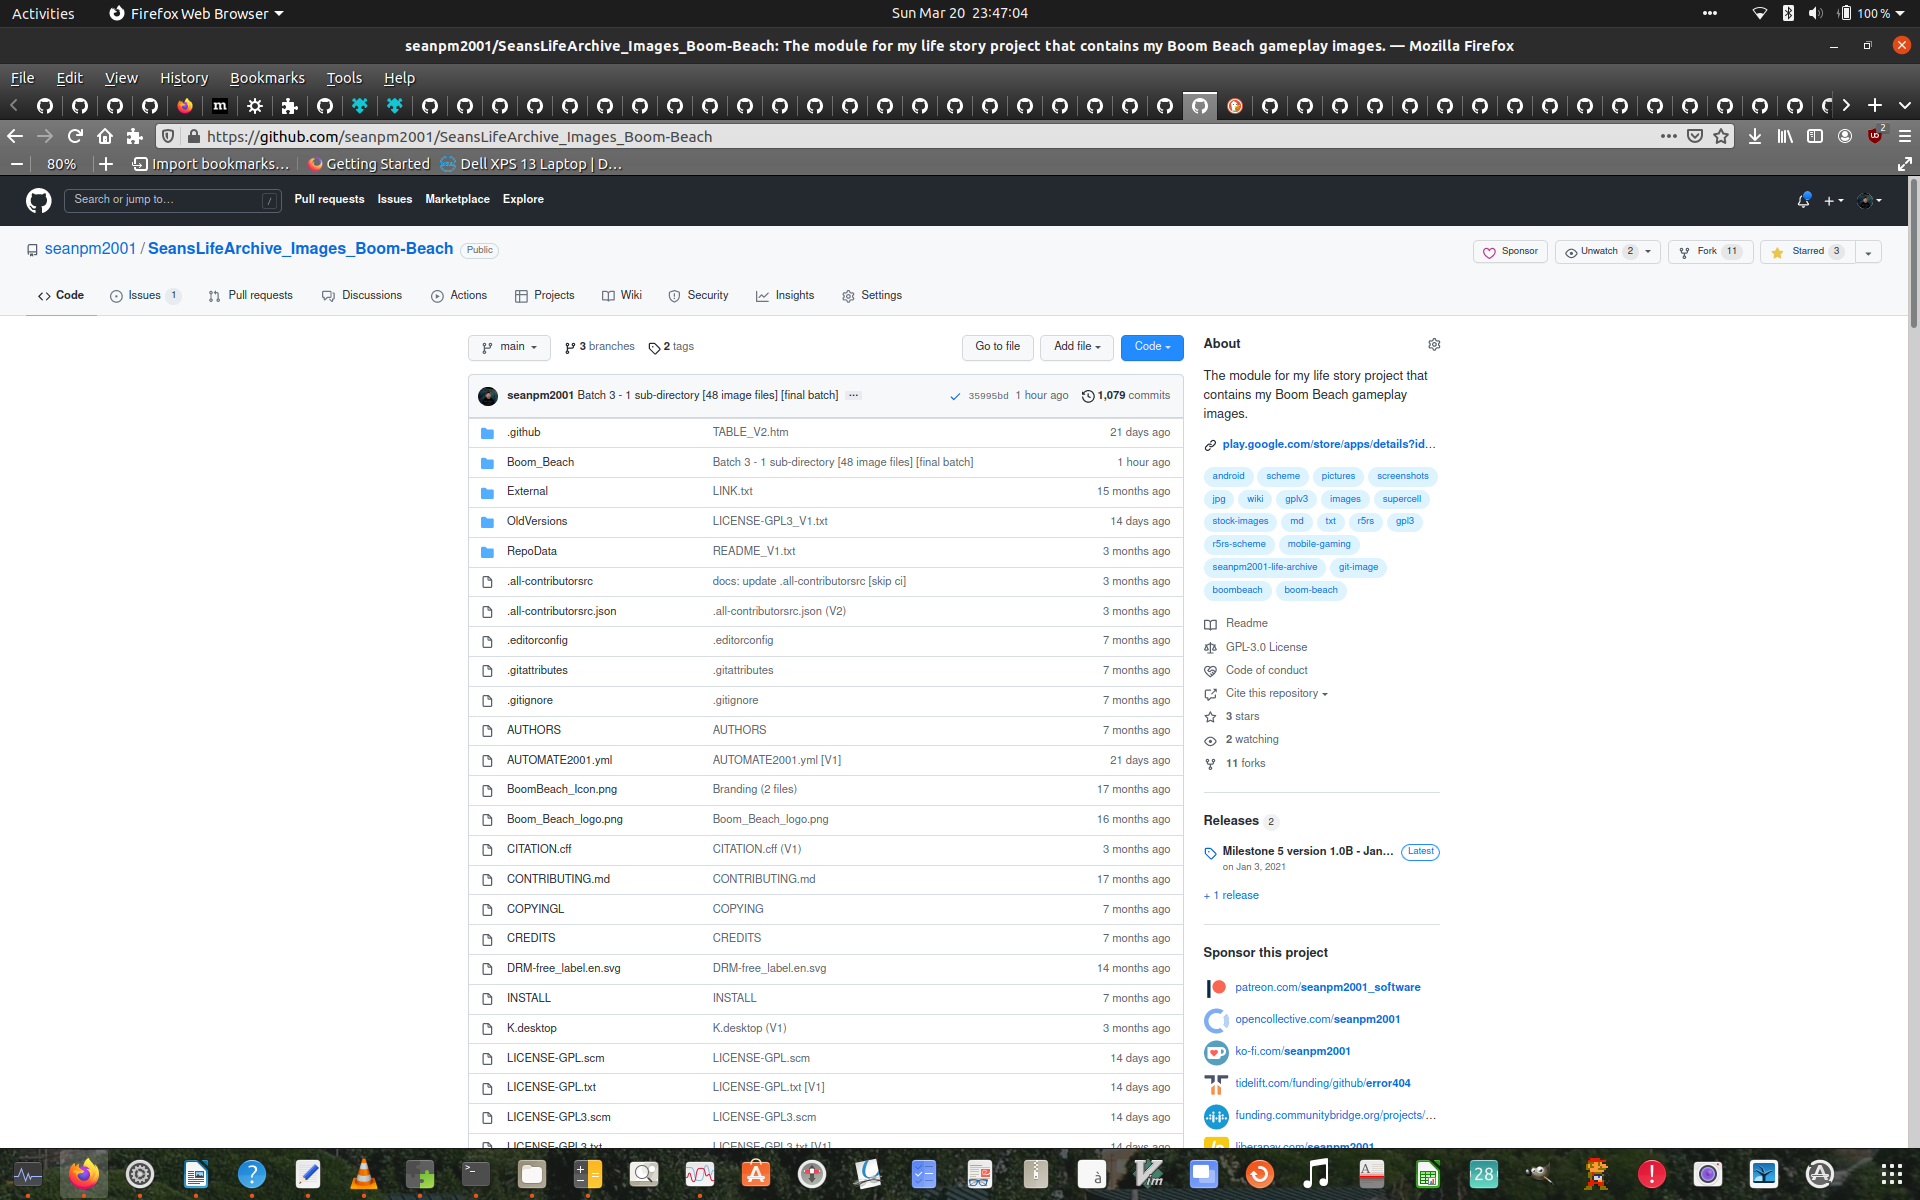 Activities Firefox Web Browser Sun Mar 20 23:47:04 100 %
seanpm2001/SeansLifeArchive_Images_Boom-Beach: The module for my life story project that contains my Boom Beach gameplay images. — Mozilla Firefox
File Edit View History Bookmarks Tools Help
https://github.com/seanpm2001/SeansLifeArchive_Images_Boom-Beach 2
80% Import bookmarks… Getting Started Dell XPS 13 Laptop | D…
Search or jump to… / Pull requests Issues Marketplace Explore
seanpm2001 / SeansLifeArchive_Images_Boom-Beach Public Sponsor Unwatch 2 Fork 11 Starred 3
Code Issues 1 Pull requests Discussions Actions Projects Wiki Security Insights Settings
main 3 branches 2 tags Go to file Add file Code
seanpm2001 Batch 3 - 1 sub-directory [48 image files] [final batch] ... 35995bd 1 hour ago 1,079 commits
.github TABLE_V2.htm 21 days ago
Boom_Beach Batch 3 - 1 sub-directory [48 image files] [final batch] 1 hour ago
External LINK.txt 15 months ago
OldVersions LICENSE-GPL3_V1.txt 14 days ago
RepoData README_V1.txt 3 months ago
.all-contributorsrc docs: update .all-contributorsrc [skip ci] 3 months ago
.all-contributorsrc.json .all-contributorsrc.json (V2) 3 months ago
.editorconfig .editorconfig 7 months ago
.gitattributes .gitattributes 7 months ago
.gitignore .gitignore 7 months ago
AUTHORS AUTHORS 7 months ago
AUTOMATE2001.yml AUTOMATE2001.yml [V1] 21 days ago
BoomBeach_Icon.png Branding (2 files) 17 months ago
Boom_Beach_logo.png Boom_Beach_logo.png 16 months ago
CITATION.cff CITATION.cff (V1) 3 months ago
CONTRIBUTING.md CONTRIBUTING.md 17 months ago
COPYINGL COPYING 7 months ago
CREDITS CREDITS 7 months ago
DRM-free_label.en.svg DRM-free_label.en.svg 14 months ago
INSTALL INSTALL 7 months ago
K.desktop K.desktop (V1) 3 months ago
LICENSE-GPL.scm LICENSE-GPL.scm 14 days ago
LICENSE-GPL.txt LICENSE-GPL.txt [V1] 14 days ago
LICENSE-GPL3.scm LICENSE-GPL3.scm 14 days ago
LICENSE-GPL3.txt LICENSE-GPL3.txt [V1] 14 days ago
About
The module for my life story project that
contains my Boom Beach gameplay
images.
play.google.com/store/apps/details?id…
android scheme pictures screenshots
jpg wiki gplv3 images supercell
stock-images md txt r5rs gpl3
r5rs-scheme mobile-gaming
seanpm2001-life-archive git-image
boombeach boom-beach
Readme
GPL-3.0 License
Code of conduct
Cite this repository
3 stars
2 watching
11 forks
Releases 2
Milestone 5 version 1.0B - Jan... Latest
on Jan 3, 2021
+ 1 release
Sponsor this project
patreon.com/seanpm2001_software
opencollective.com/seanpm2001
ko-fi.com/seanpm2001
tidelift.com/funding/github/error404
funding.communitybridge.org/projects/…
liberapay.com/seanpm2001
28